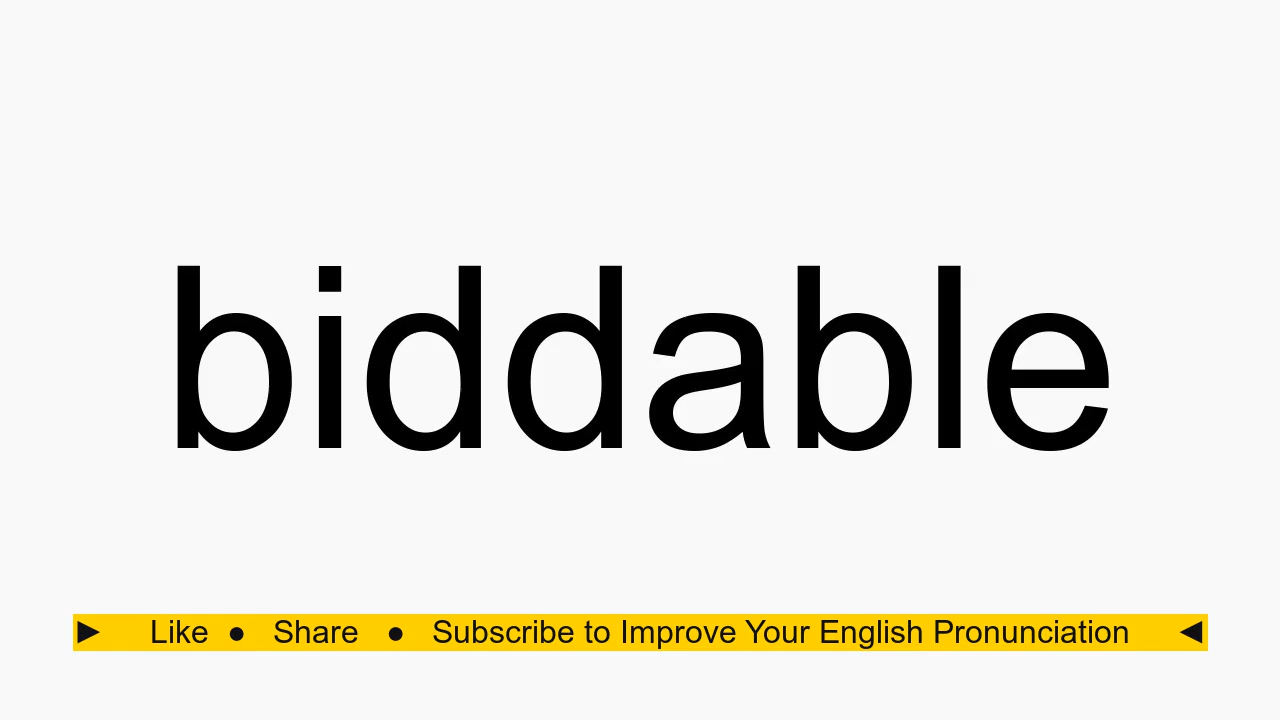 biddable
► Like ● Share ● Subscribe to Improve Your English Pronunciation ◄